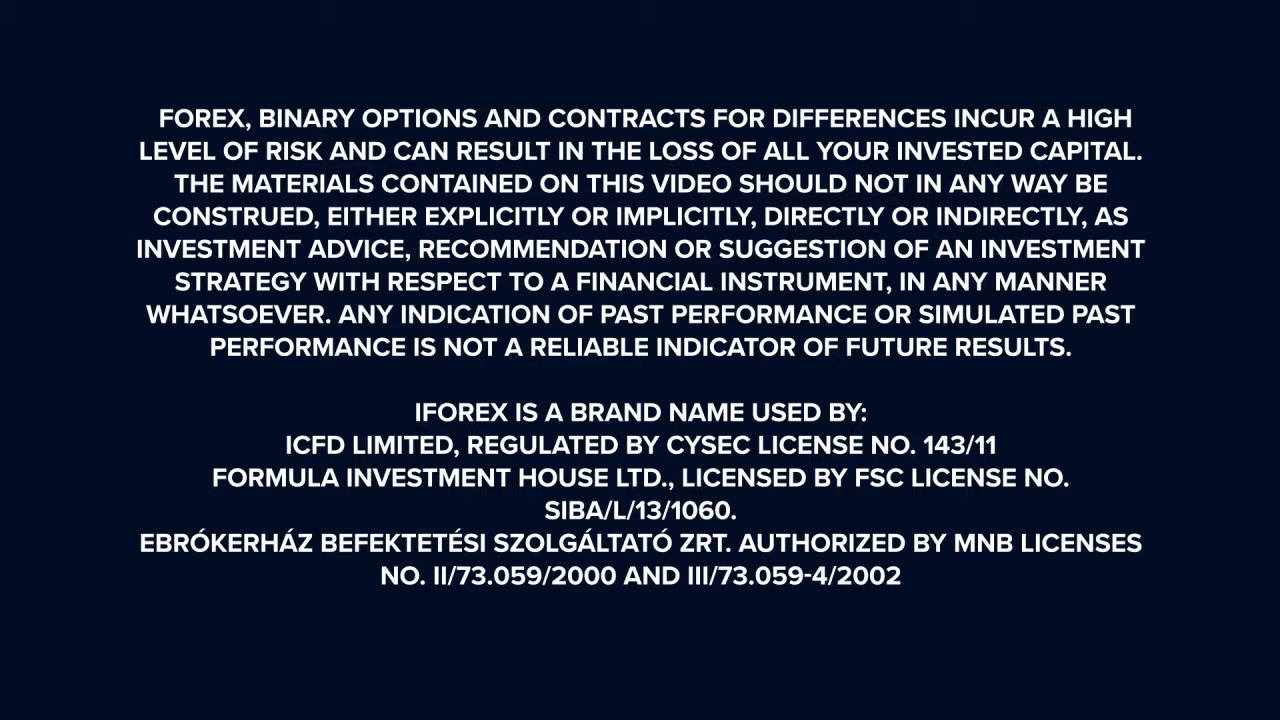 FOREX, BINARY OPTIONS AND CONTRACTS FOR DIFFERENCES INCUR A HIGH
LEVEL OF RISK AND CAN RESULT IN THE LOSS OF ALL YOUR INVESTED CAPITAL.
THE MATERIALS CONTAINED ON THIS VIDEO SHOULD NOT IN ANY WAY BE
CONSTRUED, EITHER EXPLICITLY OR IMPLICITLY, DIRECTLY OR INDIRECTLY, AS
INVESTMENT ADVICE, RECOMMENDATION OR SUGGESTION OF AN INVESTMENT
STRATEGY WITH RESPECT TO A FINANCIAL INSTRUMENT, IN ANY MANNER
WHATSOEVER. ANY INDICATION OF PAST PERFORMANCE OR SIMULATED PAST
PERFORMANCE IS NOT A RELIABLE INDICATOR OF FUTURE RESULTS.
IFOREX IS A BRAND NAME USED BY:
ICFD LIMITED, REGULATED BY CYSEC LICENSE NO. 143/11
FORMULA INVESTMENT HOUSE LTD., LICENSED BY FSC LICENSE NO.
SIBA/L/13/1060.
EBRÓKERHÁZ BEFEKTETÉSI SZOLGÁLTATÓ ZRT. AUTHORIZED BY MNB LICENSES
NO. II/73.059/2000 AND III/73.059-4/2002